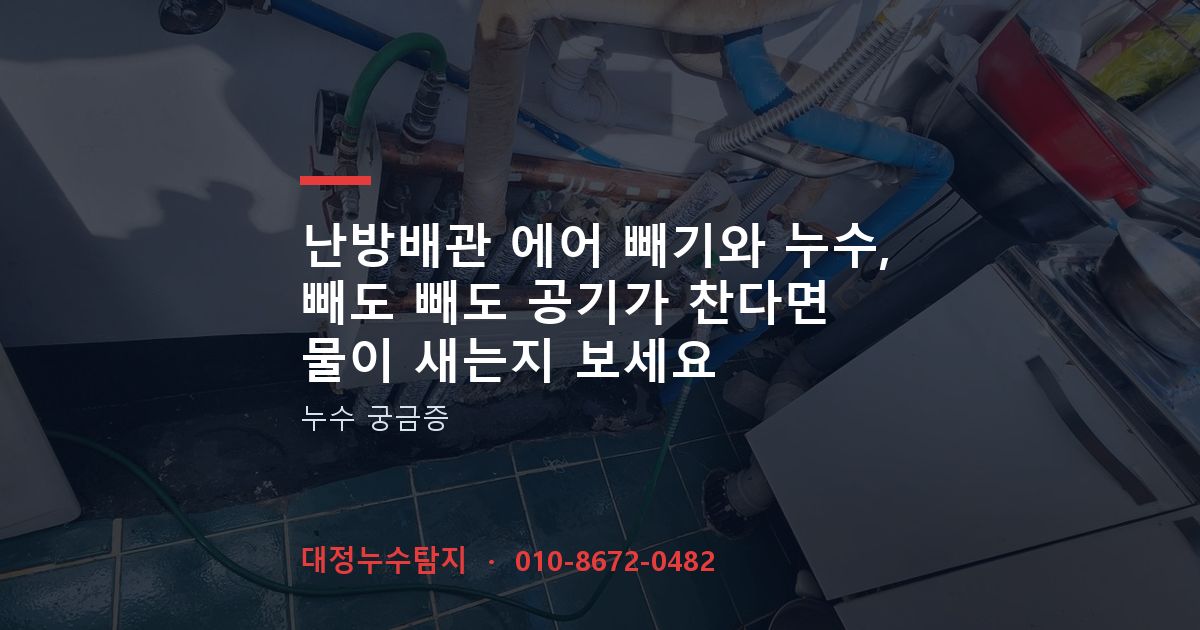 난방배관 에어 빼기와 누수,
빼도 빼도 공기가 찬다면
물이 새는지 보세요
누수 궁금증
대정누수탐지 · 010-8672-0482